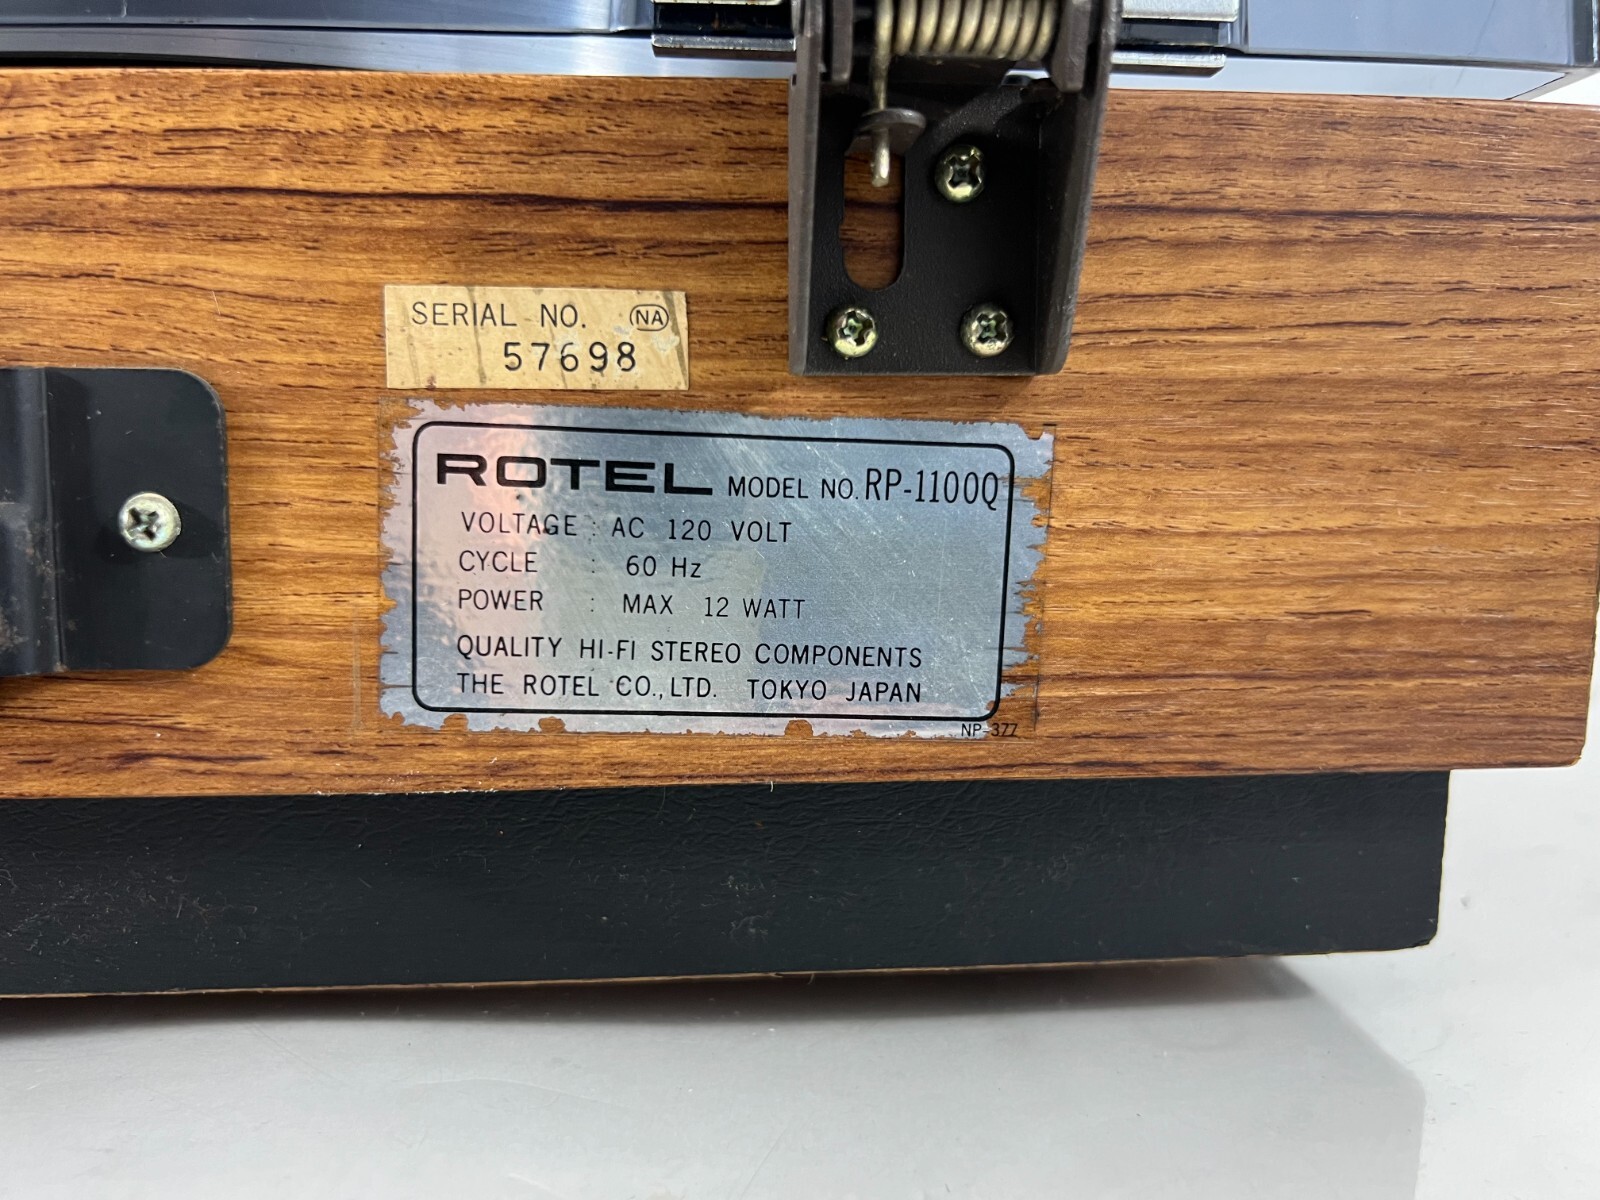 SERIAL NO. NA
57698
ROTEL MODEL NO. RP-1100Q
VOLTAGE : AC 120 VOLT
CYCLE : 60 Hz
POWER : MAX 12 WATT
QUALITY HI-FI STEREO COMPONENTS
THE ROTEL CO., LTD. TOKYO JAPAN
NP-377